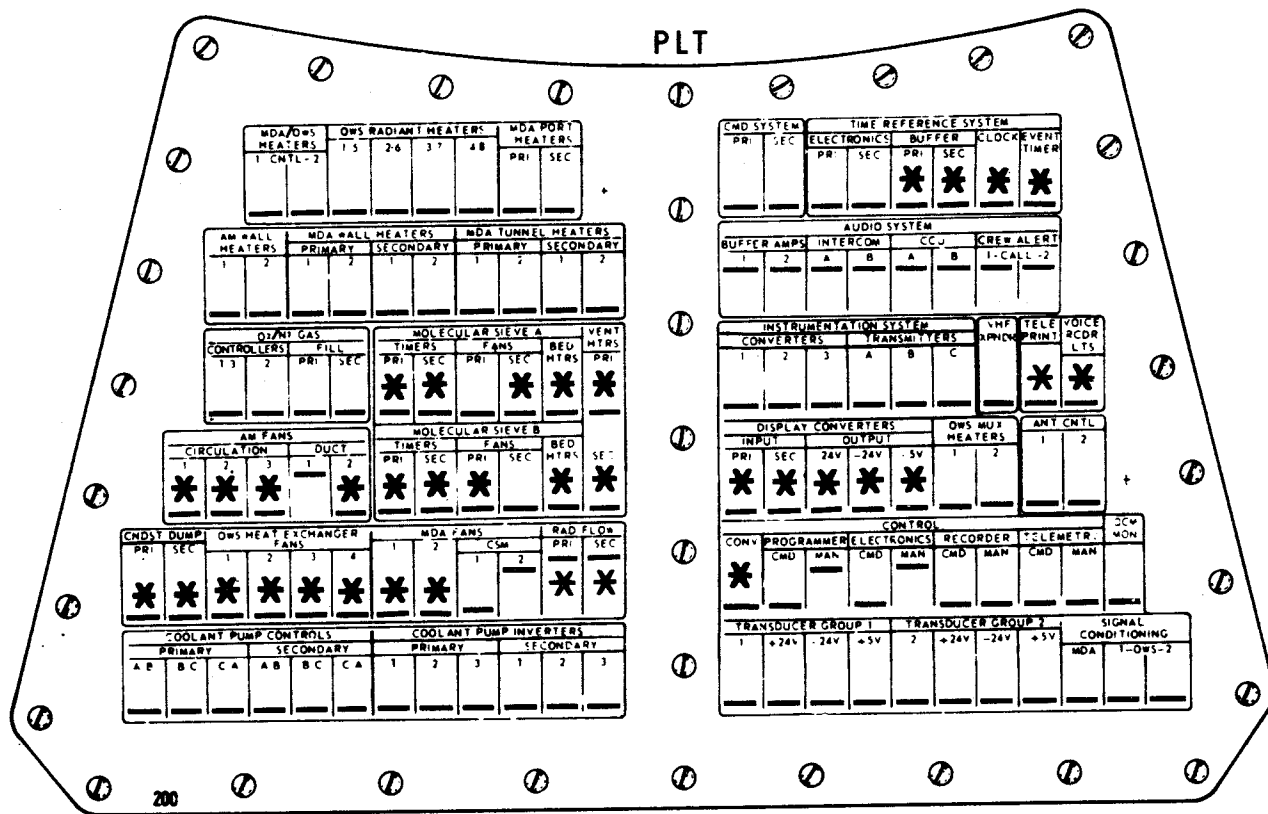 PLT
MDA/OWS HEATERS
1 CNTL-2
OWS RADIANT HEATERS
1-5 2-6 3-7 4-8
MDA PORT HEATERS
PRI SEC
AM WALL HEATERS
1 2
MDA WALL HEATERS
PRIMARY SECONDARY
1 2 1 2
MDA TUNNEL HEATERS
PRIMARY SECONDARY
1 2 1 2
O2/N2 GAS
CONTROLLERS FILL
1 3 2 PRI SEC
MOLECULAR SIEVE A
TIMERS FANS BED HTRS
PRI SEC PRI SEC
VENT HTRS
PRI
SEC
MOLECULAR SIEVE B
TIMERS FANS BED HTRS
PRI SEC PRI SEC
AM FANS
CIRCULATION DUCT
1 2 3 1 2
CNDST DUMP
PRI SEC
OWS HEAT EXCHANGER FANS
1 2 3 4
MDA FANS
1 2
CSM
1 2
RAD FLOW
PRI SEC
COOLANT PUMP CONTROLS
PRIMARY SECONDARY
AB BC CA AB BC CA
COOLANT PUMP INVERTERS
PRIMARY SECONDARY
1 2 3 1 2 3
200
CMD SYSTEM
PRI SEC
TIME REFERENCE SYSTEM
ELECTRONICS BUFFER CLOCK EVENT TIMER
PRI SEC PRI SEC
AUDIO SYSTEM
BUFFER AMPS INTERCOM CCU CREW ALERT
1 2 A B A B 1-CALL-2
INSTRUMENTATION SYSTEM
CONVERTERS TRANSMITTERS
1 2 3 A B C
VHF XPNDR
TELE PRINT
VOICE RCDR LTS
DISPLAY CONVERTERS
INPUT OUTPUT
PRI SEC 24V -24V 5V
OWS MUX HEATERS
1 2
ANT CNTL
1 2
CONTROL
CONV PROGRAMMER ELECTRONICS RECORDER TELEMETRY
CMD MAN CMD MAN CMD MAN CMD MAN
MON
TRANSDUCER GROUP 1
1 +24V -24V +5V
TRANSDUCER GROUP 2
2 +24V -24V +5V
SIGNAL CONDITIONING
MDA 1-OWS-2